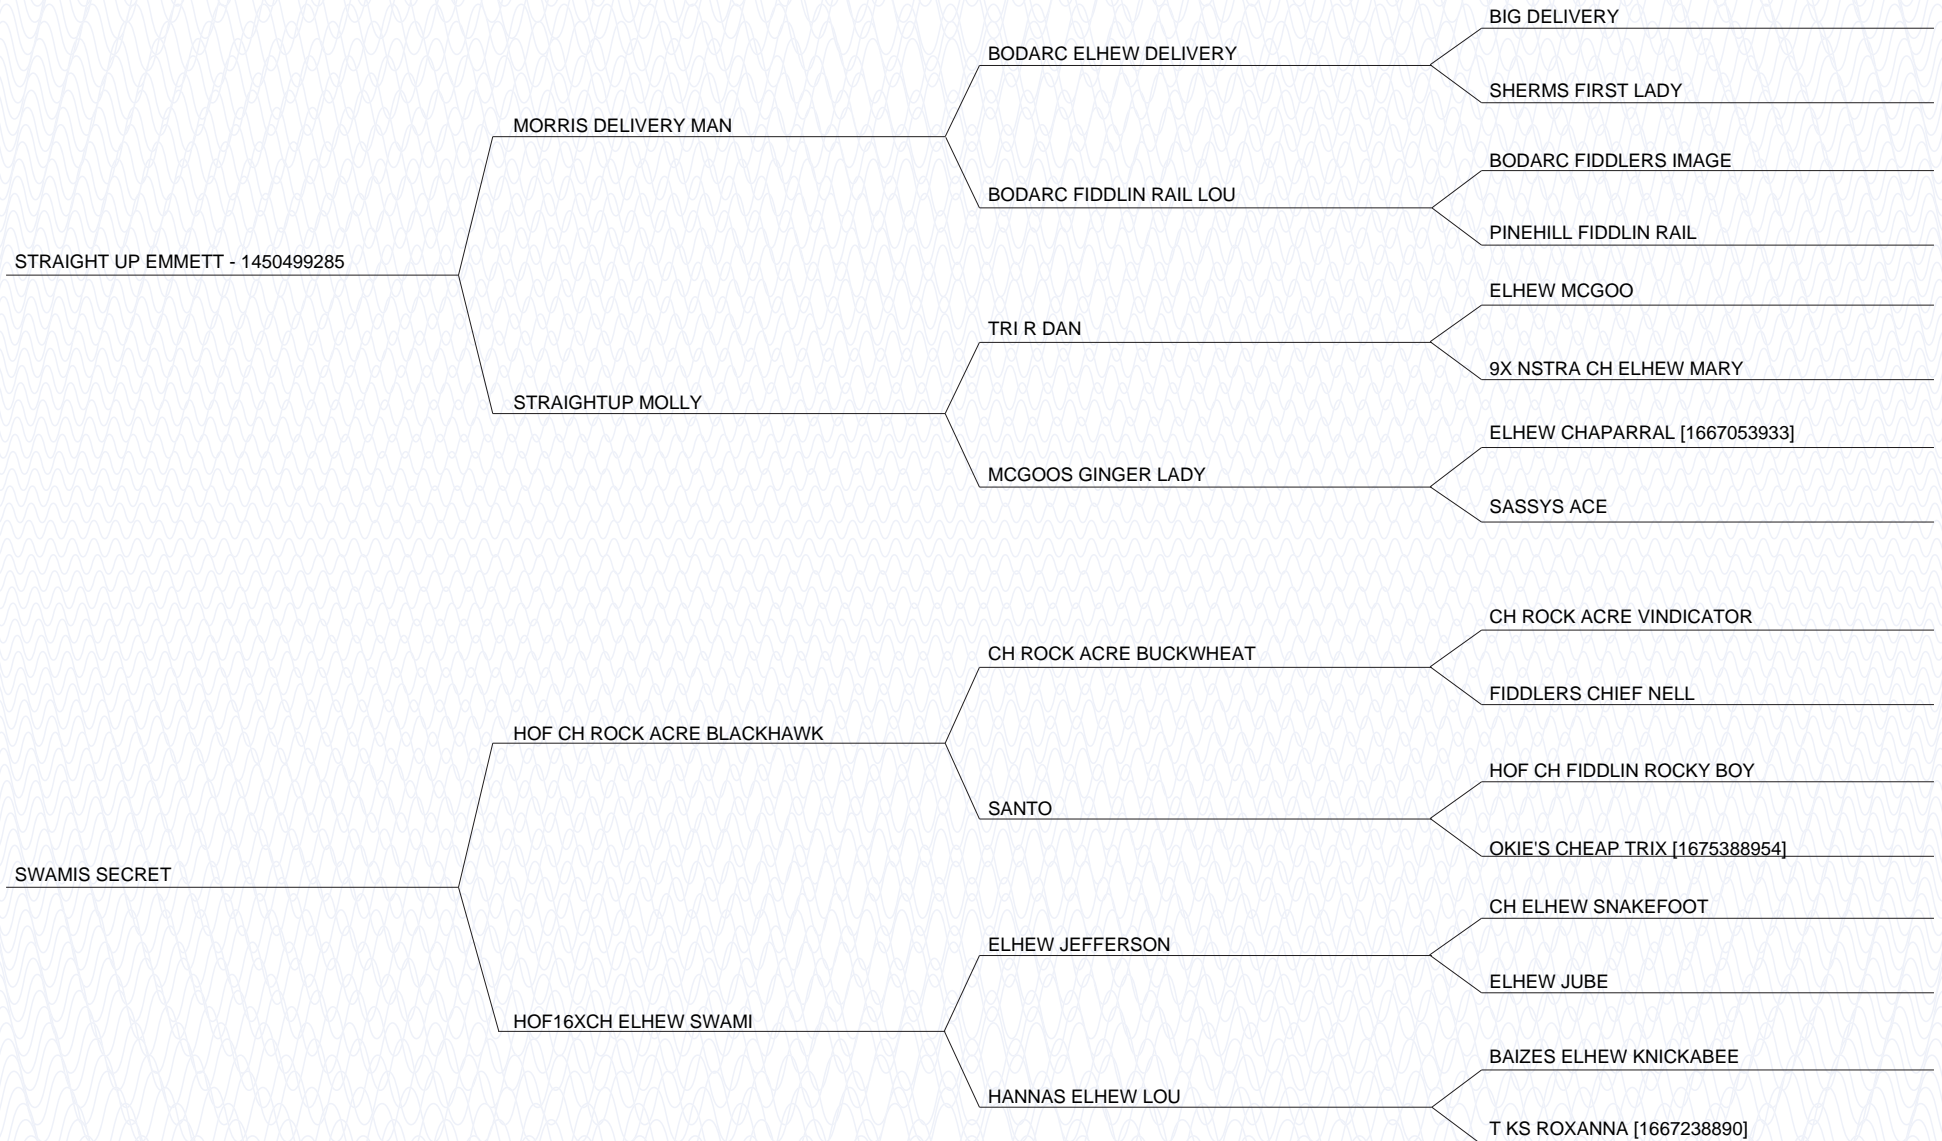 BIG DELIVERY
BODARC ELHEW DELIVERY
SHERMS FIRST LADY
MORRIS DELIVERY MAN
BODARC FIDDLERS IMAGE
BODARC FIDDLIN RAIL LOU
PINEHILL FIDDLIN RAIL
STRAIGHT UP EMMETT - 1450499285
ELHEW MCGOO
TRI R DAN
9X NSTRA CH ELHEW MARY
STRAIGHTUP MOLLY
ELHEW CHAPARRAL [1667053933]
MCGOOS GINGER LADY
SASSYS ACE
CH ROCK ACRE VINDICATOR
CH ROCK ACRE BUCKWHEAT
FIDDLERS CHIEF NELL
HOF CH ROCK ACRE BLACKHAWK
HOF CH FIDDLIN ROCKY BOY
SANTO
OKIE'S CHEAP TRIX [1675388954]
SWAMIS SECRET
CH ELHEW SNAKEFOOT
ELHEW JEFFERSON
ELHEW JUBE
HOF16XCH ELHEW SWAMI
BAIZES ELHEW KNICKABEE
HANNAS ELHEW LOU
T KS ROXANNA [1667238890]